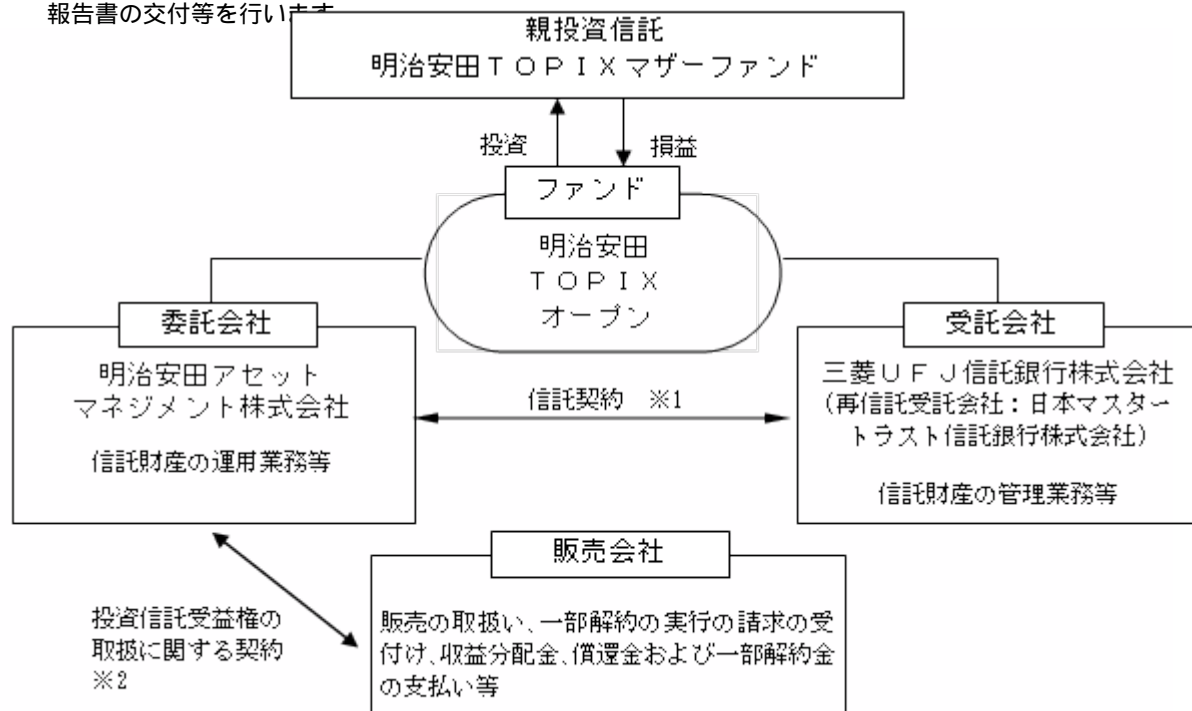 報告書の交付等を行います
親投資信託
明治安田ＴＯＰＩＸマザーファンド
投資
損益
ファンド
明治安田
ＴＯＰＩＸ
オープン
委託会社
明治安田アセット
マネジメント株式会社
信託財産の運用業務等
信託契約　※1
受託会社
三菱ＵＦＪ信託銀行株式会社
（再信託受託会社：日本マスター
トラスト信託銀行株式会社）
信託財産の管理業務等
投資信託受益権の
取扱に関する契約
※2
販売会社
販売の取扱い、一部解約の実行の請求の受
付け、収益分配金、償還金および一部解約金
の支払い等